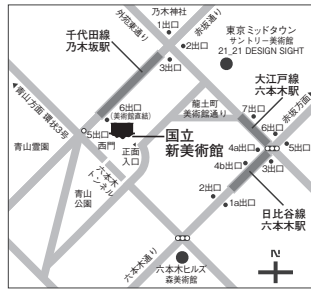 乃木神社
1出口
外苑東通り
赤坂通り
千代田線
乃木坂駅
2出口
3出口
東京ミッドタウン
サントリー美術館
21_21 DESIGN SIGHT
大江戸線
六本木駅
青山方面 環状3号
6出口
(美術館直結)
龍土町
美術館通り
7出口
赤坂方面
6出口
5出口
5出口
国立
新美術館
西門
正面
入口
青山霊園
六本木
トンネル
4a出口
4b出口
3出口
青山
公園
2出口
1a出口
日比谷線
六本木駅
六本木通り
六本木ヒルズ
森美術館
N